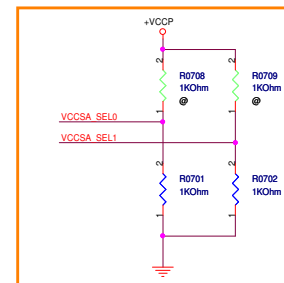 +VCCP
2 2
R0708 R0709
1KOhm 1KOhm
@ @
1 1
VCCSA_SEL0
VCCSA_SEL1
2 2
R0701 R0702
1KOhm 1KOhm
1 1